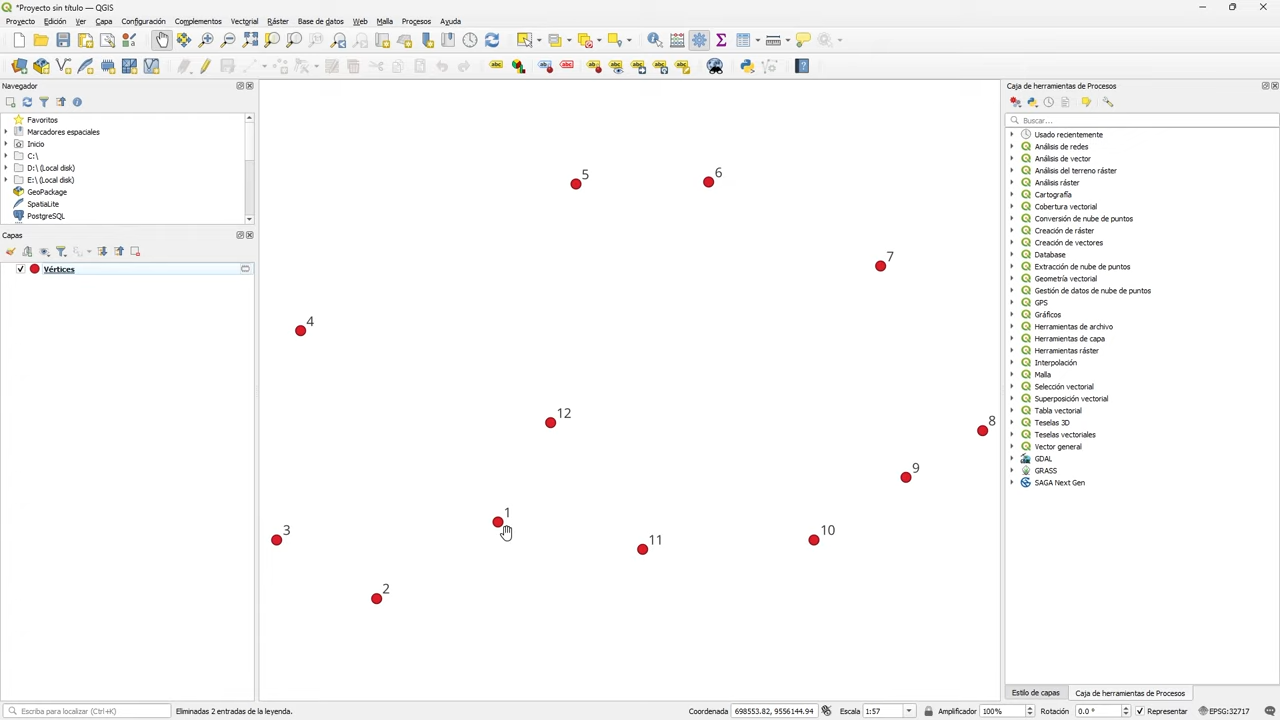 *Proyecto sin título — QGIS
Proyecto Edición Ver Capa Configuración Complementos Vectorial Ráster Base de datos Web Malla Procesos Ayuda
Navegador
Favoritos
Marcadores espaciales
Inicio
C:\
D:\ (Local disk)
E:\ (Local disk)
GeoPackage
SpatiaLite
PostgreSQL
Capas
Vértices
5
6
7
4
12
8
9
1
3
11
10
2
Caja de herramientas de Procesos
Buscar...
Usado recientemente
Análisis de redes
Análisis de vector
Análisis del terreno ráster
Análisis ráster
Cartografía
Cobertura vectorial
Conversión de nube de puntos
Creación de ráster
Creación de vectores
Database
Extracción de nube de puntos
Geometría vectorial
Gestión de datos de nube de puntos
GPS
Gráficos
Herramientas de archivo
Herramientas de capa
Herramientas ráster
Interpolación
Malla
Selección vectorial
Superposición vectorial
Tabla vectorial
Teselas 3D
Teselas vectoriales
Vector general
GDAL
GRASS
SAGA Next Gen
Estilo de capas Caja de herramientas de Procesos
Escriba para localizar (Ctrl+K) Eliminadas 2 entradas de la leyenda. Coordenada 698553.82, 9556144.94 Escala 1:57 Amplificador 100% Rotación 0.0 ° Representar EPSG:32717